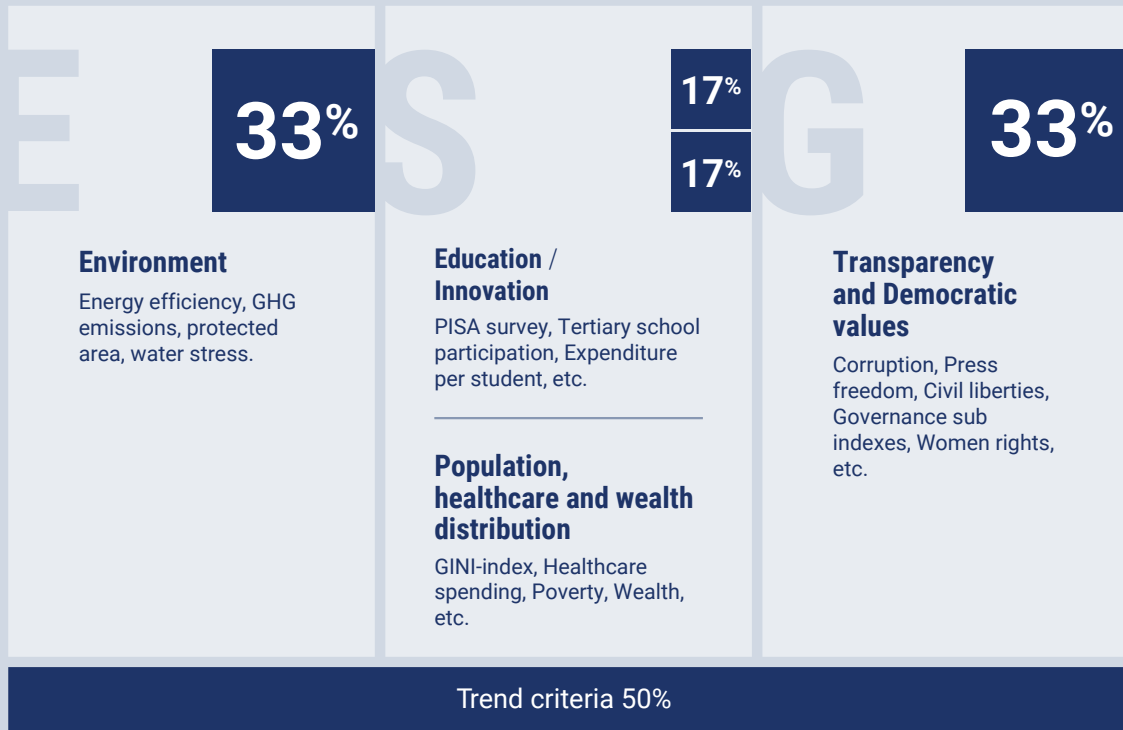 E
33%
Environment
Energy efficiency, GHG
emissions, protected
area, water stress.
S
17%
17%
Education /
Innovation
PISA survey, Tertiary school
participation, Expenditure
per student, etc.
Population,
healthcare and wealth
distribution
GINI-index, Healthcare
spending, Poverty, Wealth,
etc.
G
33%
Transparency
and Democratic
values
Corruption, Press
freedom, Civil liberties,
Governance sub
indexes, Women rights,
etc.
Trend criteria 50%